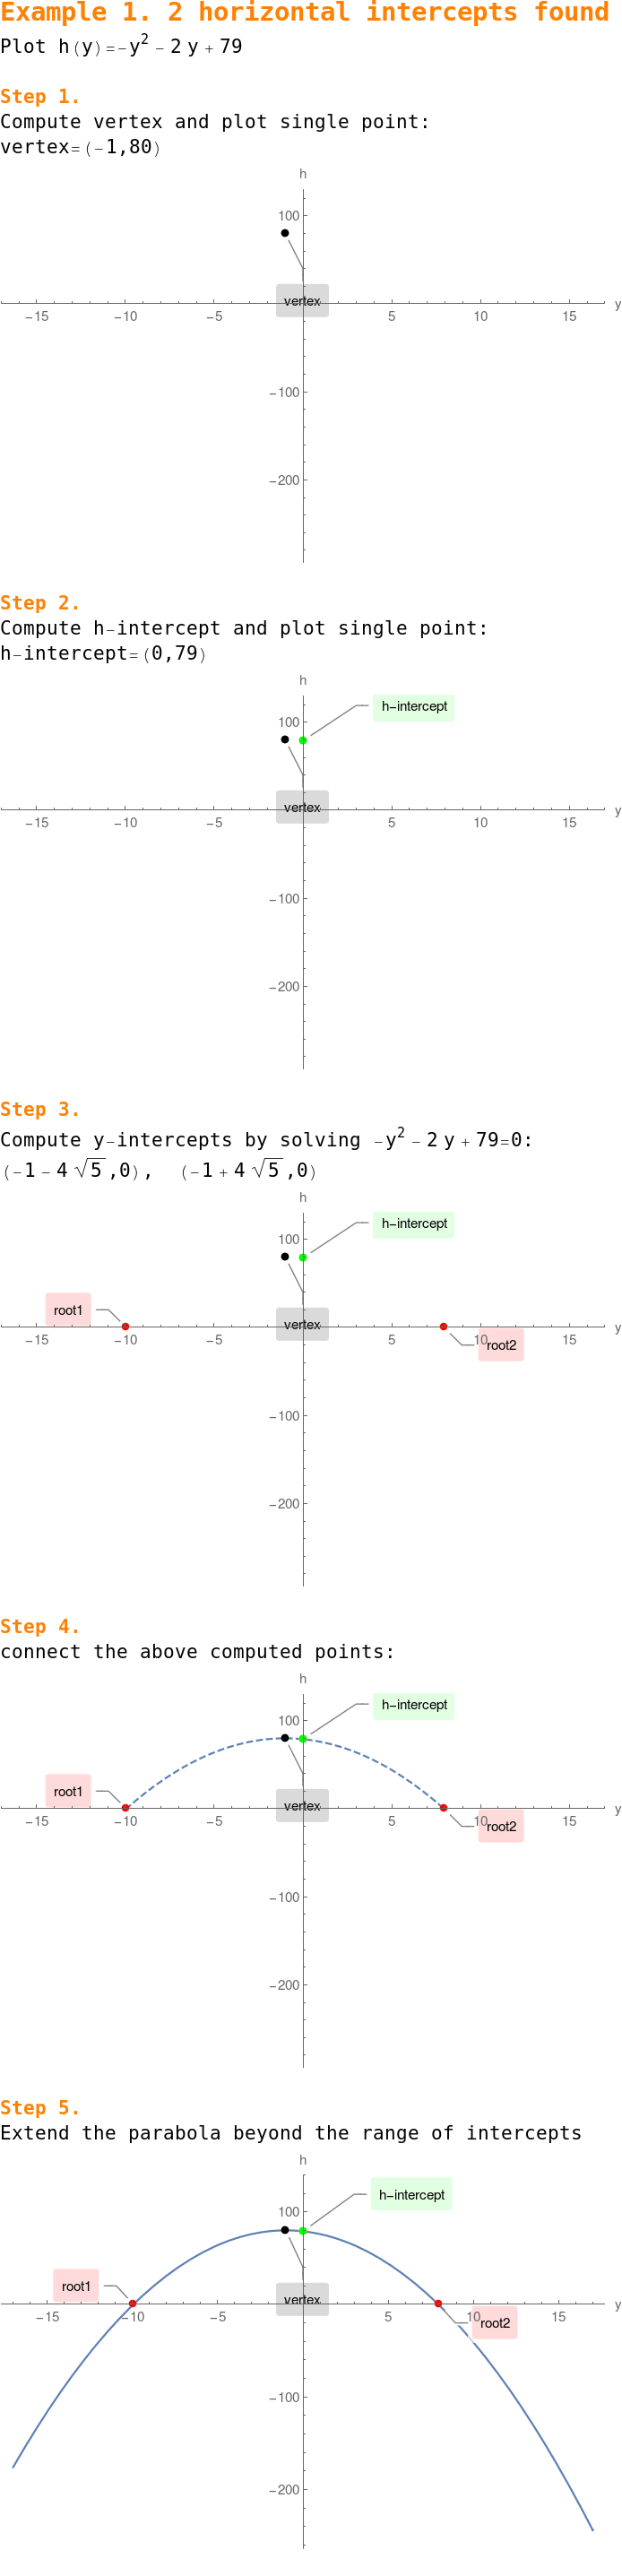 Example 1. 2 horizontal intercepts found
Plot h(y)=-y² - 2 y + 79
Step 1.
Compute vertex and plot single point:
vertex=(-1,80)
h
100
vertex
y
-15 -10 -5 5 10 15
-100
-200
Step 2.
Compute h-intercept and plot single point:
h-intercept=(0,79)
h
h-intercept
100
vertex
y
-15 -10 -5 5 10 15
-100
-200
Step 3.
Compute y-intercepts by solving -y² - 2 y + 79=0:
(-1 - 4 √5 ,0), (-1 + 4 √5 ,0)
h
h-intercept
100
root1
vertex
y
-15 -10 -5 5 10 15
root2
-100
-200
Step 4.
connect the above computed points:
h
h-intercept
100
root1
vertex
y
-15 -10 -5 5 10 15
root2
-100
-200
Step 5.
Extend the parabola beyond the range of intercepts
h
h-intercept
100
root1
vertex
y
-15 -10 -5 5 10 15
root2
-100
-200